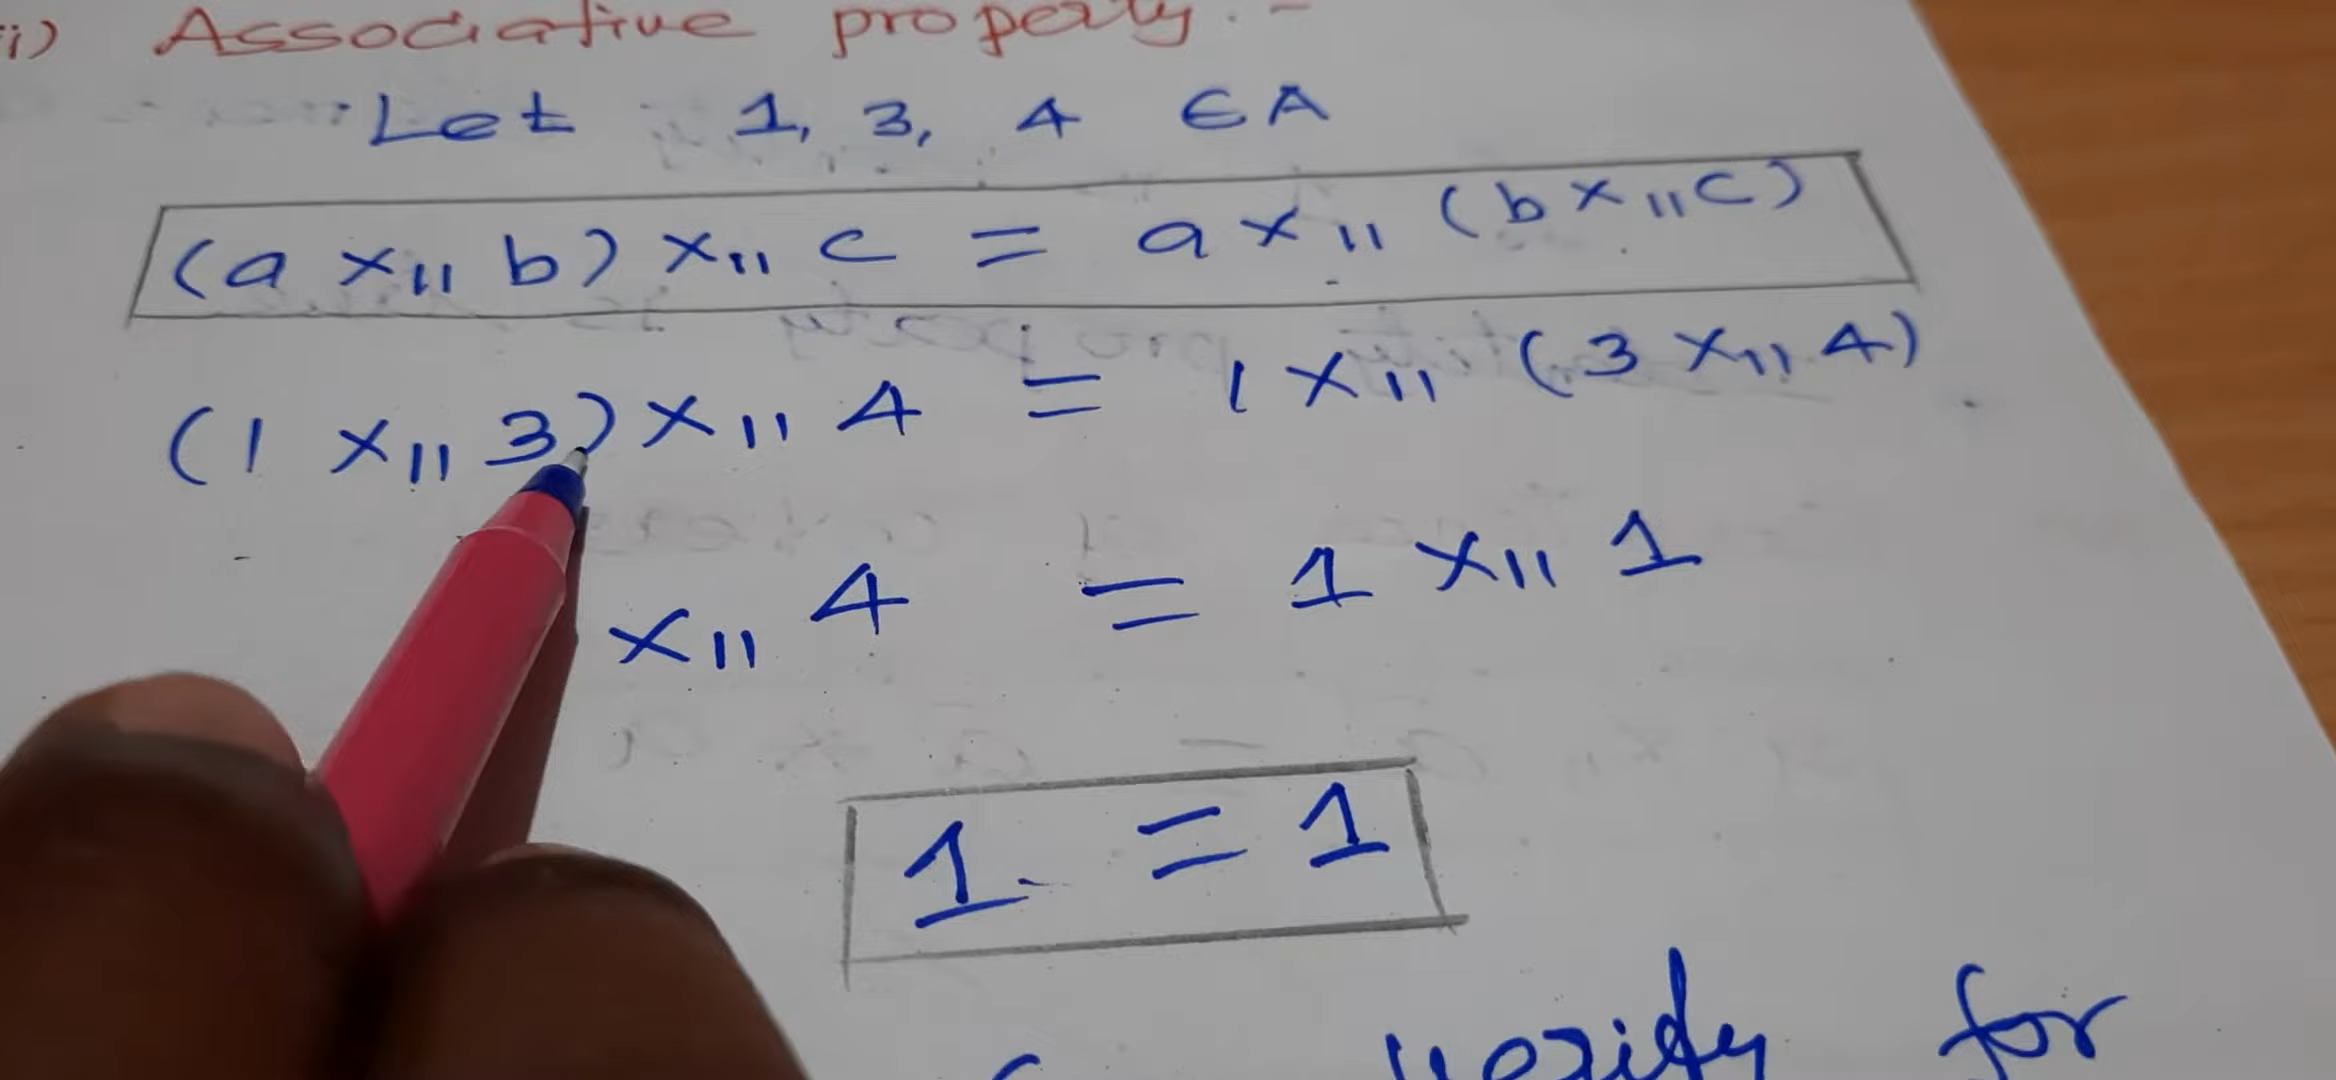 i) Associative property. -
Let 1, 3, 4 ∈ A
(a ×₁₁ b) ×₁₁ c = a ×₁₁ (b ×₁₁ c)
(1 ×₁₁ 3) ×₁₁ 4 = 1 ×₁₁ (3 ×₁₁ 4)
×₁₁ 4 = 1 ×₁₁ 1
1 = 1
verify for